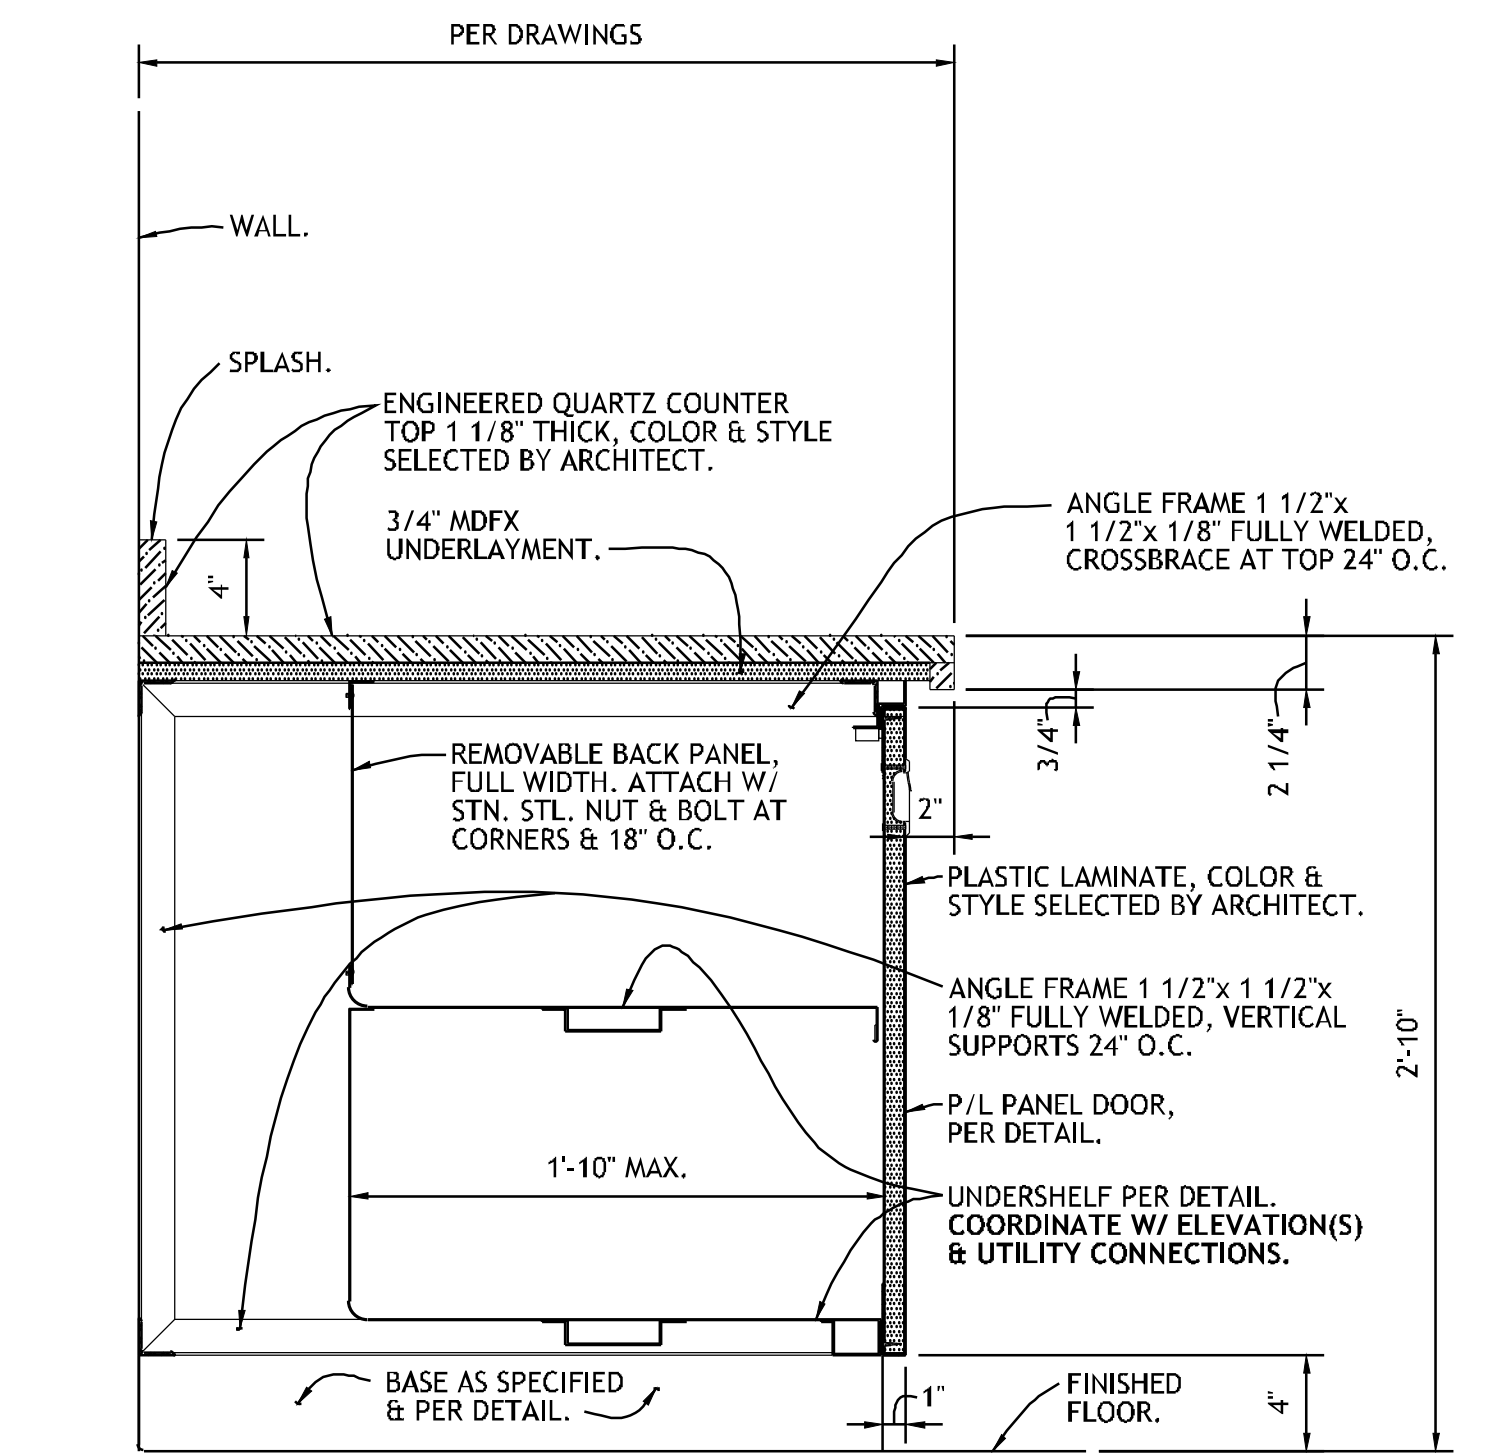 PER DRAWINGS
WALL.
SPLASH.
ENGINEERED QUARTZ COUNTER
TOP 1 1/8" THICK, COLOR & STYLE
SELECTED BY ARCHITECT.
3/4" MDFX
UNDERLAYMENT.
ANGLE FRAME 1 1/2"x
1 1/2"x 1/8" FULLY WELDED,
CROSSBRACE AT TOP 24" O.C.
4"
3/4"
2 1/4"
REMOVABLE BACK PANEL,
FULL WIDTH. ATTACH W/
STN. STL. NUT & BOLT AT
CORNERS & 18" O.C.
2"
PLASTIC LAMINATE, COLOR &
STYLE SELECTED BY ARCHITECT.
ANGLE FRAME 1 1/2"x 1 1/2"x
1/8" FULLY WELDED, VERTICAL
SUPPORTS 24" O.C.
2'-10"
P/L PANEL DOOR,
PER DETAIL.
1'-10" MAX.
UNDERSHELF PER DETAIL.
COORDINATE W/ ELEVATION(S)
& UTILITY CONNECTIONS.
BASE AS SPECIFIED
& PER DETAIL.
1"
FINISHED
FLOOR.
4"